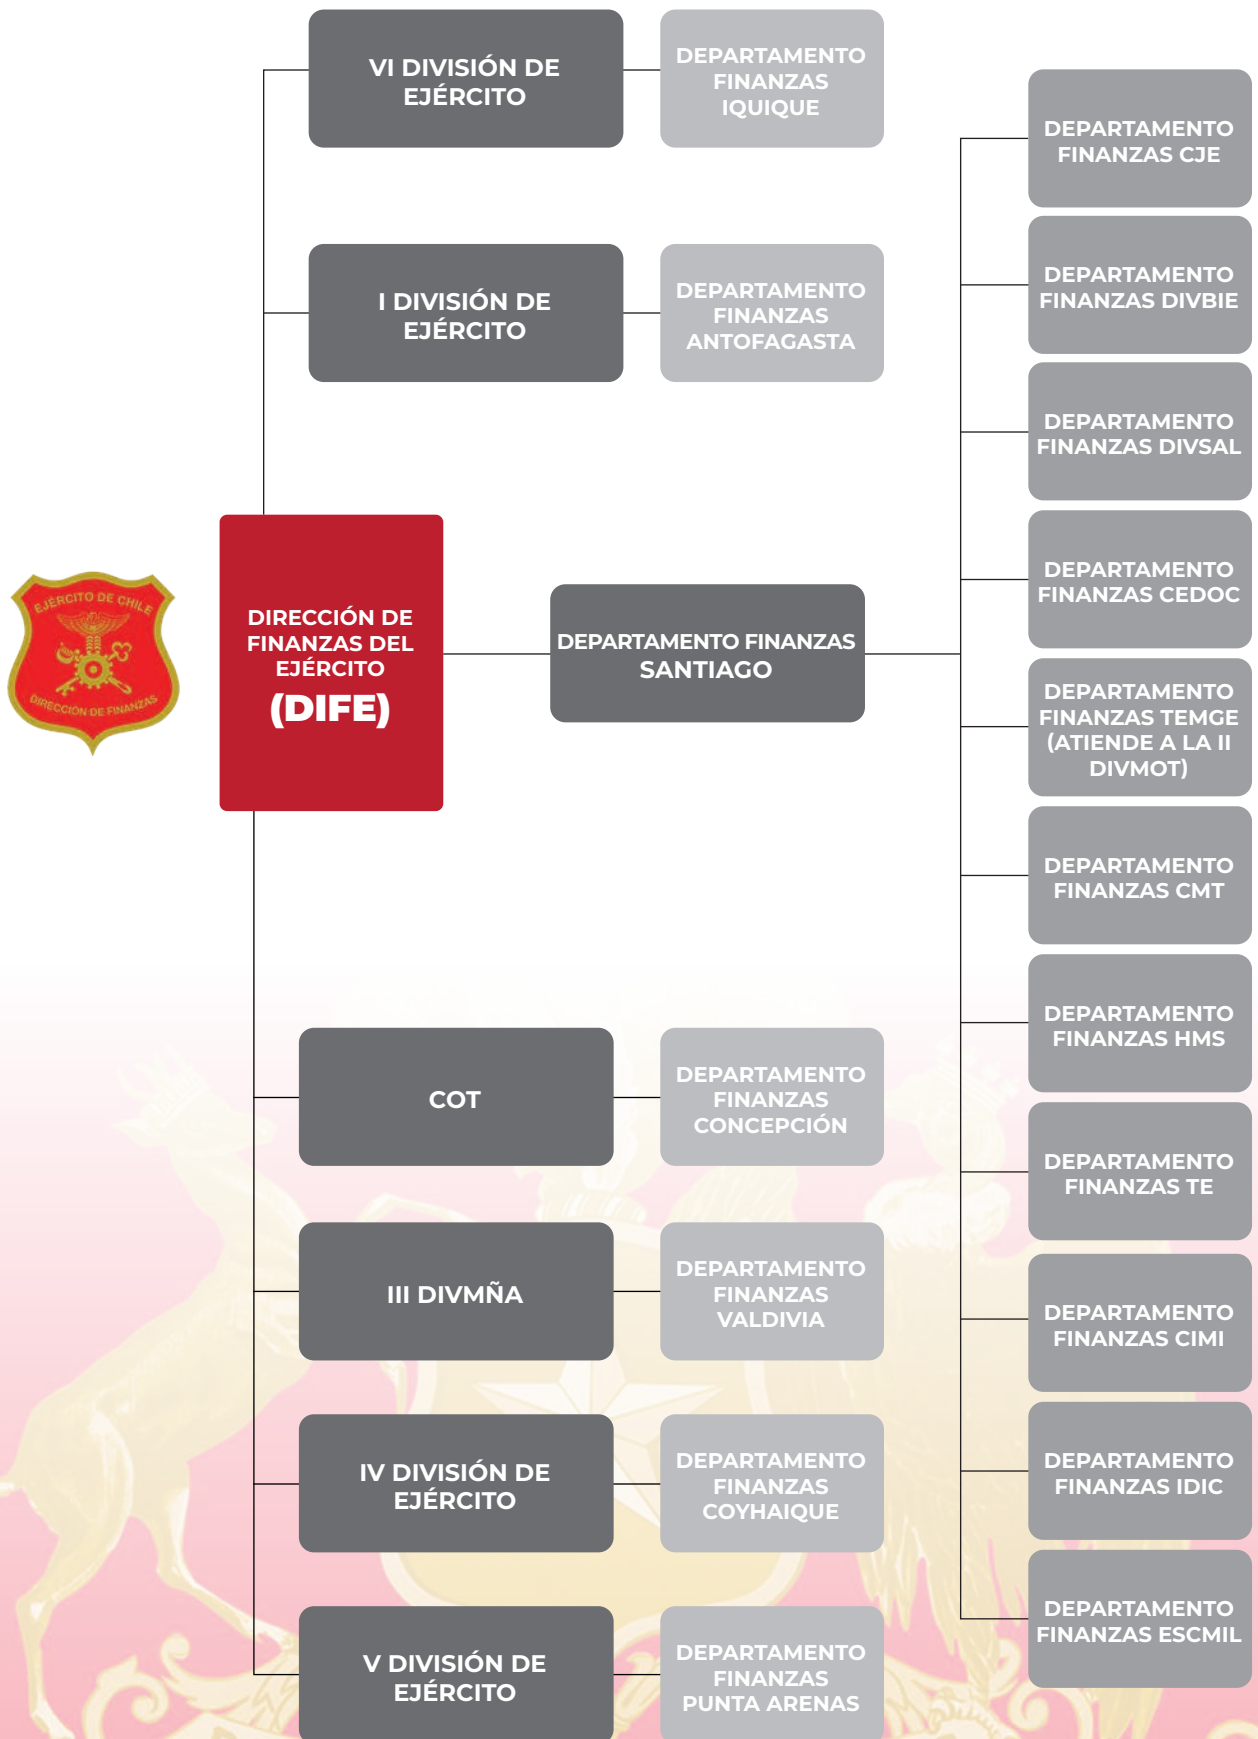 VI DIVISIÓN DE
EJÉRCITO
DEPARTAMENTO
FINANZAS
IQUIQUE
I DIVISIÓN DE
EJÉRCITO
DEPARTAMENTO
FINANZAS
ANTOFAGASTA
EJÉRCITO DE CHILE
DIRECCIÓN DE FINANZAS
DIRECCIÓN DE
FINANZAS DEL
EJÉRCITO
(DIFE)
DEPARTAMENTO FINANZAS
SANTIAGO
COT
DEPARTAMENTO
FINANZAS
CONCEPCIÓN
III DIVMÑA
DEPARTAMENTO
FINANZAS
VALDIVIA
IV DIVISIÓN DE
EJÉRCITO
DEPARTAMENTO
FINANZAS
COYHAIQUE
V DIVISIÓN DE
EJÉRCITO
DEPARTAMENTO
FINANZAS
PUNTA ARENAS
DEPARTAMENTO
FINANZAS CJE
DEPARTAMENTO
FINANZAS DIVBIE
DEPARTAMENTO
FINANZAS DIVSAL
DEPARTAMENTO
FINANZAS CEDOC
DEPARTAMENTO
FINANZAS TEMGE
(ATIENDE A LA II
DIVMOT)
DEPARTAMENTO
FINANZAS CMT
DEPARTAMENTO
FINANZAS HMS
DEPARTAMENTO
FINANZAS TE
DEPARTAMENTO
FINANZAS CIMI
DEPARTAMENTO
FINANZAS IDIC
DEPARTAMENTO
FINANZAS ESCMIL